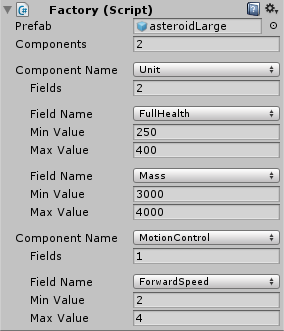 Factory (Script)
Prefab asteroidLarge
Components 2
Component Name Unit
Fields 2
Field Name FullHealth
Min Value 250
Max Value 400
Field Name Mass
Min Value 3000
Max Value 4000
Component Name MotionControl
Fields 1
Field Name ForwardSpeed
Min Value 2
Max Value 4